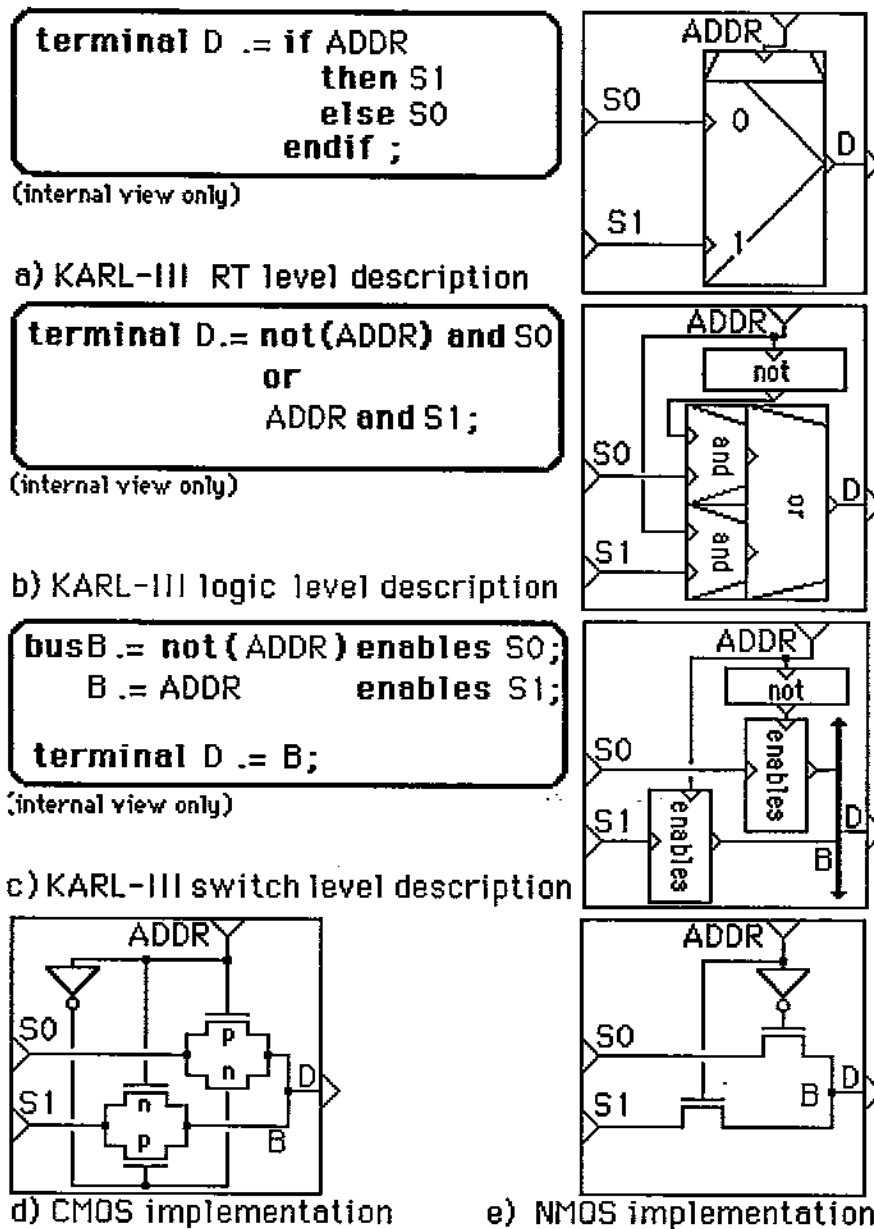 terminal D .= if ADDR
then S1
else S0
endif ;
(internal view only)
a) KARL-III RT level description
ADDR
S0
0
D
S1
1
terminal D.= not(ADDR) and S0
or
ADDR and S1;
(internal view only)
b) KARL-III logic level description
ADDR
not
S0
and
or
D
and
S1
bus B .= not( ADDR) enables S0;
B .= ADDR enables S1;
terminal D .= B;
(internal view only)
c) KARL-III switch level description
ADDR
not
S0
enables
S1
enables
D
B
ADDR
S0
p
n
D
S1
n
p
B
d) CMOS implementation
ADDR
S0
B
D
S1
e) NMOS implementation